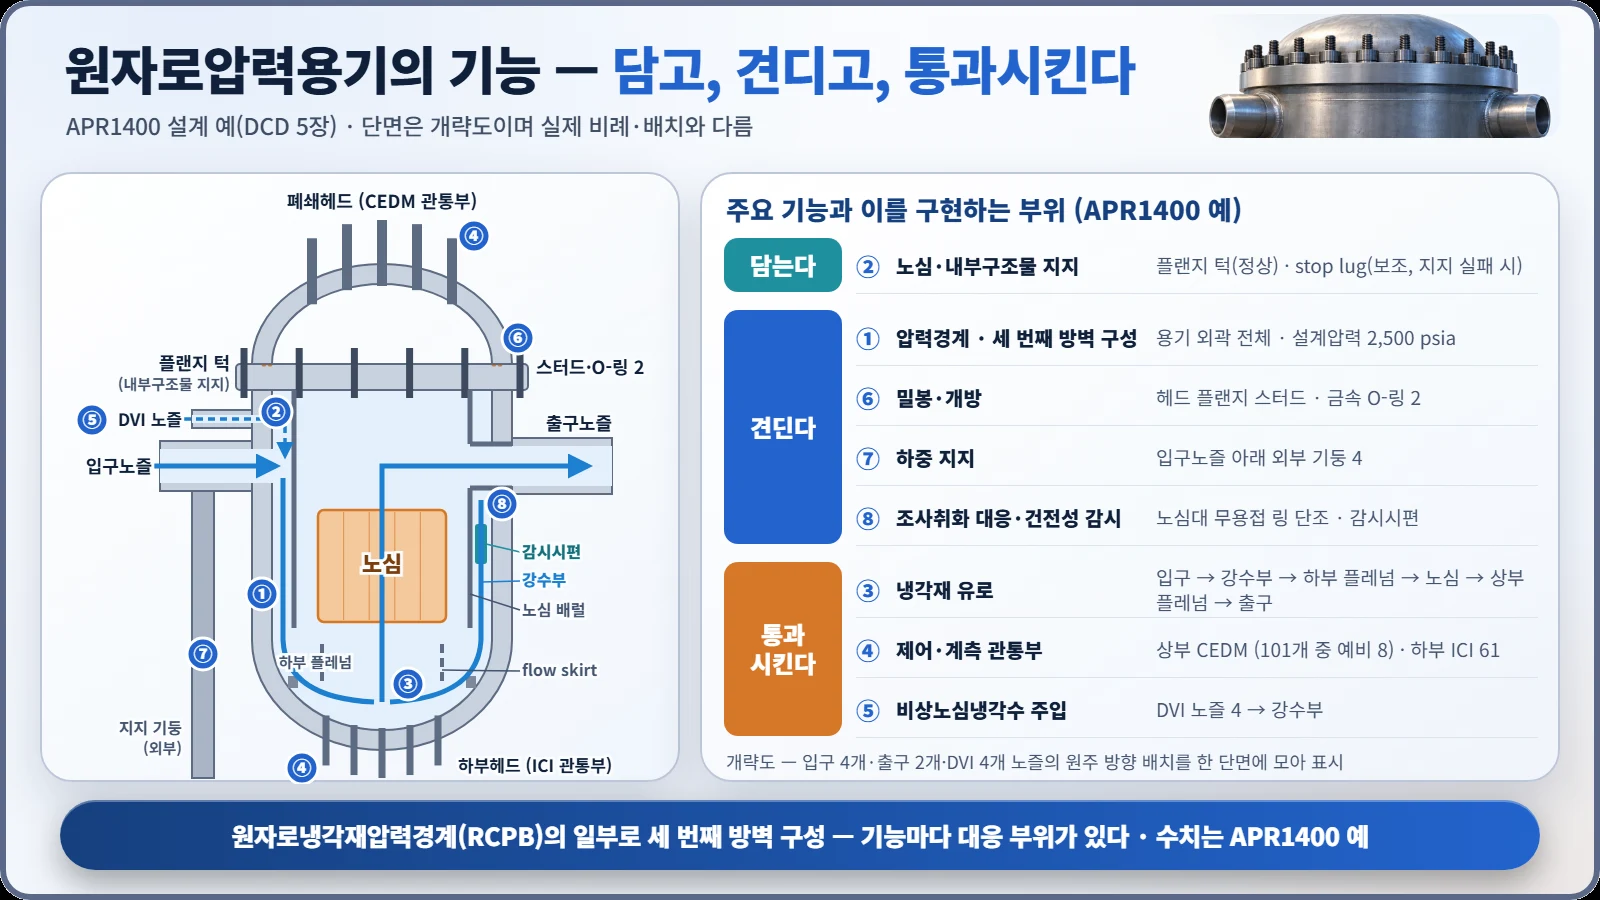 원자로압력용기의 기능 — 담고, 견디고, 통과시킨다
APR1400 설계 예(DCD 5장) · 단면은 개략도이며 실제 비례·배치와 다름
폐쇄헤드 (CEDM 관통부)
④
⑥
플랜지 턱
(내부구조물 지지)
스터드·O-링 2
⑤ DVI 노즐
②
출구노즐
입구노즐
⑧
노심
감시시편
강수부
①
노심 배럴
⑦
하부 플레넘
flow skirt
③
지지 기둥
(외부)
④
하부헤드 (ICI 관통부)
주요 기능과 이를 구현하는 부위 (APR1400 예)
담는다
② 노심·내부구조물 지지 플랜지 턱(정상) · stop lug(보조, 지지 실패 시)
견딘다
① 압력경계 · 세 번째 방벽 구성 용기 외곽 전체 · 설계압력 2,500 psia
⑥ 밀봉·개방 헤드 플랜지 스터드 · 금속 O-링 2
⑦ 하중 지지 입구노즐 아래 외부 기둥 4
⑧ 조사취화 대응·건전성 감시 노심대 무용접 링 단조 · 감시시편
통과
시킨다
③ 냉각재 유로 입구 → 강수부 → 하부 플레넘 → 노심 → 상부
플레넘 → 출구
④ 제어·계측 관통부 상부 CEDM (101개 중 예비 8) · 하부 ICI 61
⑤ 비상노심냉각수 주입 DVI 노즐 4 → 강수부
개략도 — 입구 4개·출구 2개·DVI 4개 노즐의 원주 방향 배치를 한 단면에 모아 표시
원자로냉각재압력경계(RCPB)의 일부로 세 번째 방벽 구성 — 기능마다 대응 부위가 있다 · 수치는 APR1400 예